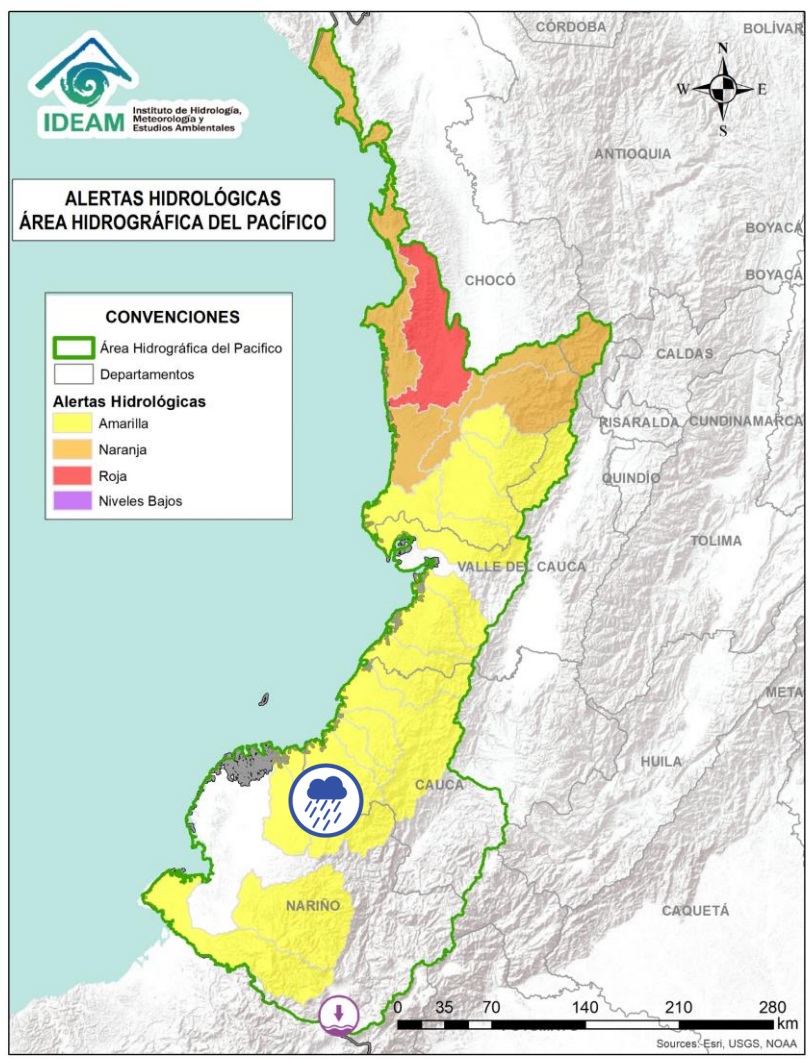 CÓRDOBA
BOLÍVAR
N
W
E
S
IDEAM
Instituto de Hidrología,
Meteorología y
Estudios Ambientales
ANTIOQUIA
ALERTAS HIDROLÓGICAS
ÁREA HIDROGRÁFICA DEL PACÍFICO
BOYACÁ
BOYACÁ
CHOCÓ
CONVENCIONES
Área Hidrográfica del Pacifico
Departamentos
Alertas Hidrológicas
Amarilla
Naranja
Roja
Niveles Bajos
CALDAS
RISARALDA
CUNDINAMARCA
QUINDÍO
TOLIMA
VALLE DEL CAUCA
META
HUILA
CAUCA
NARIÑO
CAQUETÁ
0 35 70 140 210 280
km
Sources: Esri, USGS, NOAA